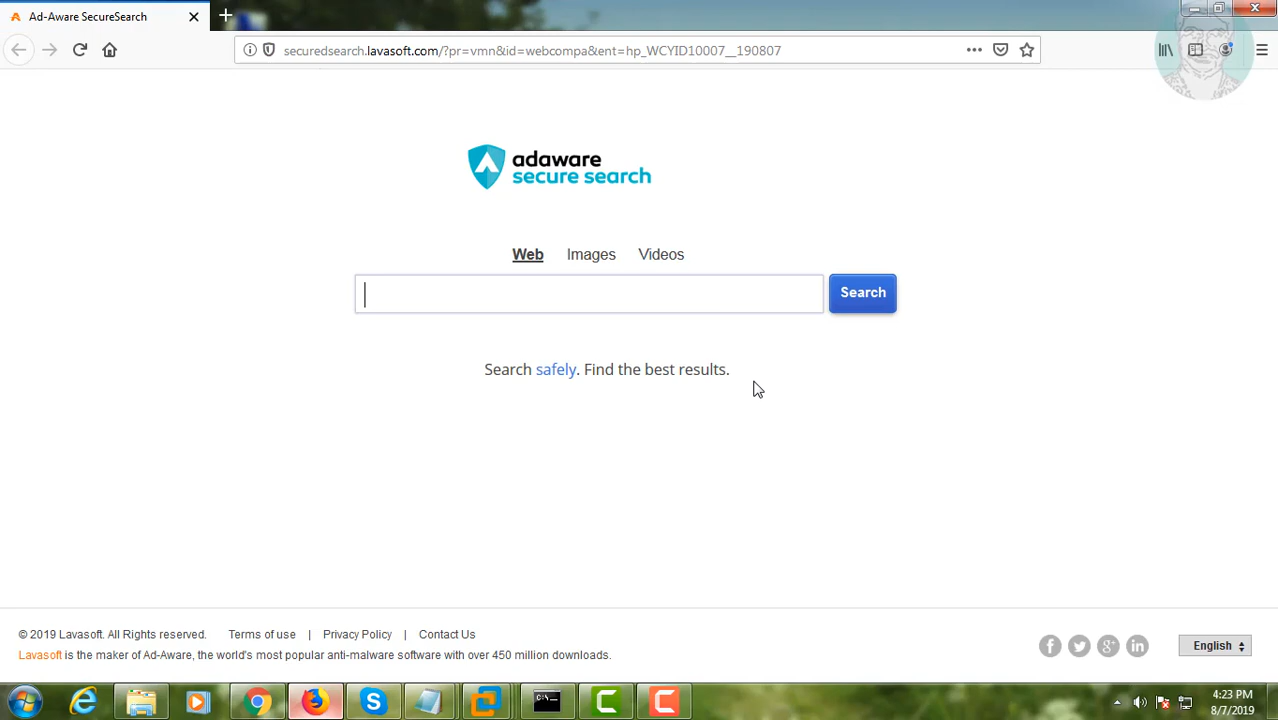 Ad-Aware SecureSearch
securedsearch.lavasoft.com/?pr=vmn&id=webcompa&ent=hp_WCYID10007__190807
adaware
secure search
Web Images Videos
Search
Search safely. Find the best results.
© 2019 Lavasoft. All Rights reserved. Terms of use | Privacy Policy | Contact Us
Lavasoft is the maker of Ad-Aware, the world's most popular anti-malware software with over 450 million downloads.
English
4:23 PM
8/7/2019